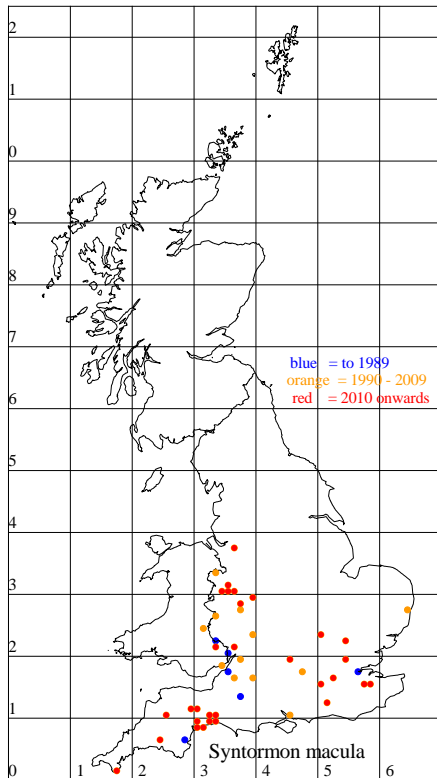 2
1
0
9
8
7
blue = to 1989
orange = 1990 - 2009
red = 2010 onwards
6
5
4
3
2
1
Syntormon macula
0 1 2 3 4 5 6